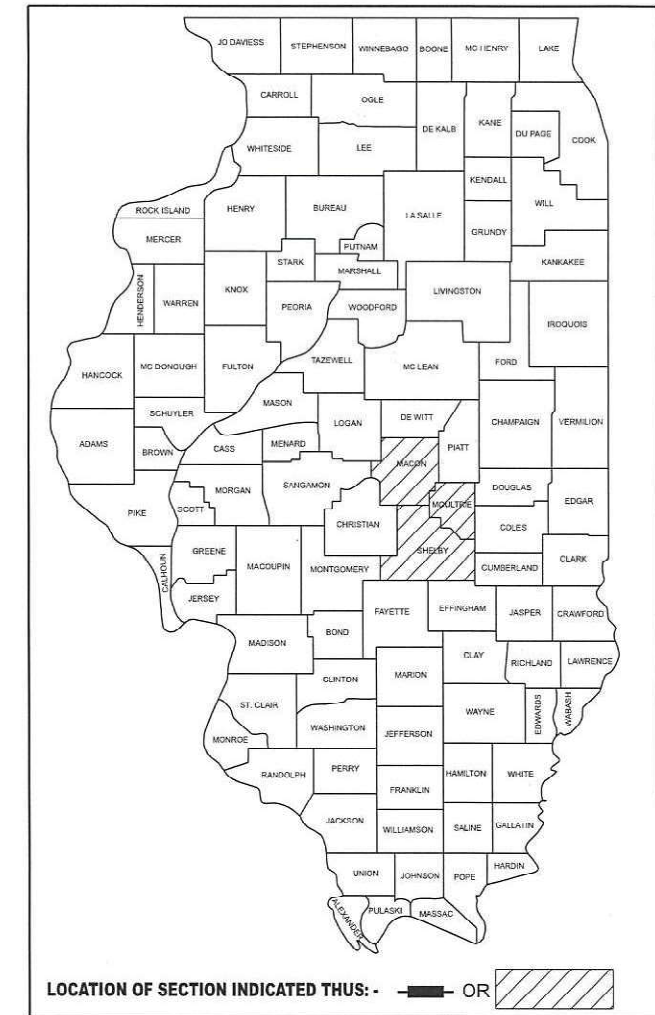 JO DAVIESS
STEPHENSON
WINNEBAGO
BOONE
MC HENRY
LAKE
CARROLL
OGLE
DE KALB
KANE
DU PAGE
COOK
WHITESIDE
LEE
KENDALL
WILL
ROCK ISLAND
HENRY
BUREAU
LA SALLE
GRUNDY
MERCER
PUTNAM
KANKAKEE
STARK
MARSHALL
HENDERSON
WARREN
KNOX
PEORIA
WOODFORD
LIVINGSTON
IROQUOIS
HANCOCK
MC DONOUGH
FULTON
TAZEWELL
MC LEAN
FORD
MASON
SCHUYLER
LOGAN
DE WITT
CHAMPAIGN
VERMILION
ADAMS
BROWN
CASS
MENARD
PIATT
MACON
PIKE
SCOTT
MORGAN
SANGAMON
CHRISTIAN
MOULTRIE
DOUGLAS
EDGAR
COLES
CALHOUN
GREENE
MACOUPIN
MONTGOMERY
SHELBY
CUMBERLAND
CLARK
JERSEY
FAYETTE
EFFINGHAM
JASPER
CRAWFORD
MADISON
BOND
CLAY
RICHLAND
LAWRENCE
CLINTON
MARION
ST. CLAIR
WAYNE
EDWARDS
WABASH
MONROE
WASHINGTON
JEFFERSON
RANDOLPH
PERRY
HAMILTON
WHITE
FRANKLIN
JACKSON
WILLIAMSON
SALINE
GALLATIN
UNION
JOHNSON
POPE
HARDIN
ALEXANDER
PULASKI
MASSAC
LOCATION OF SECTION INDICATED THUS: - OR